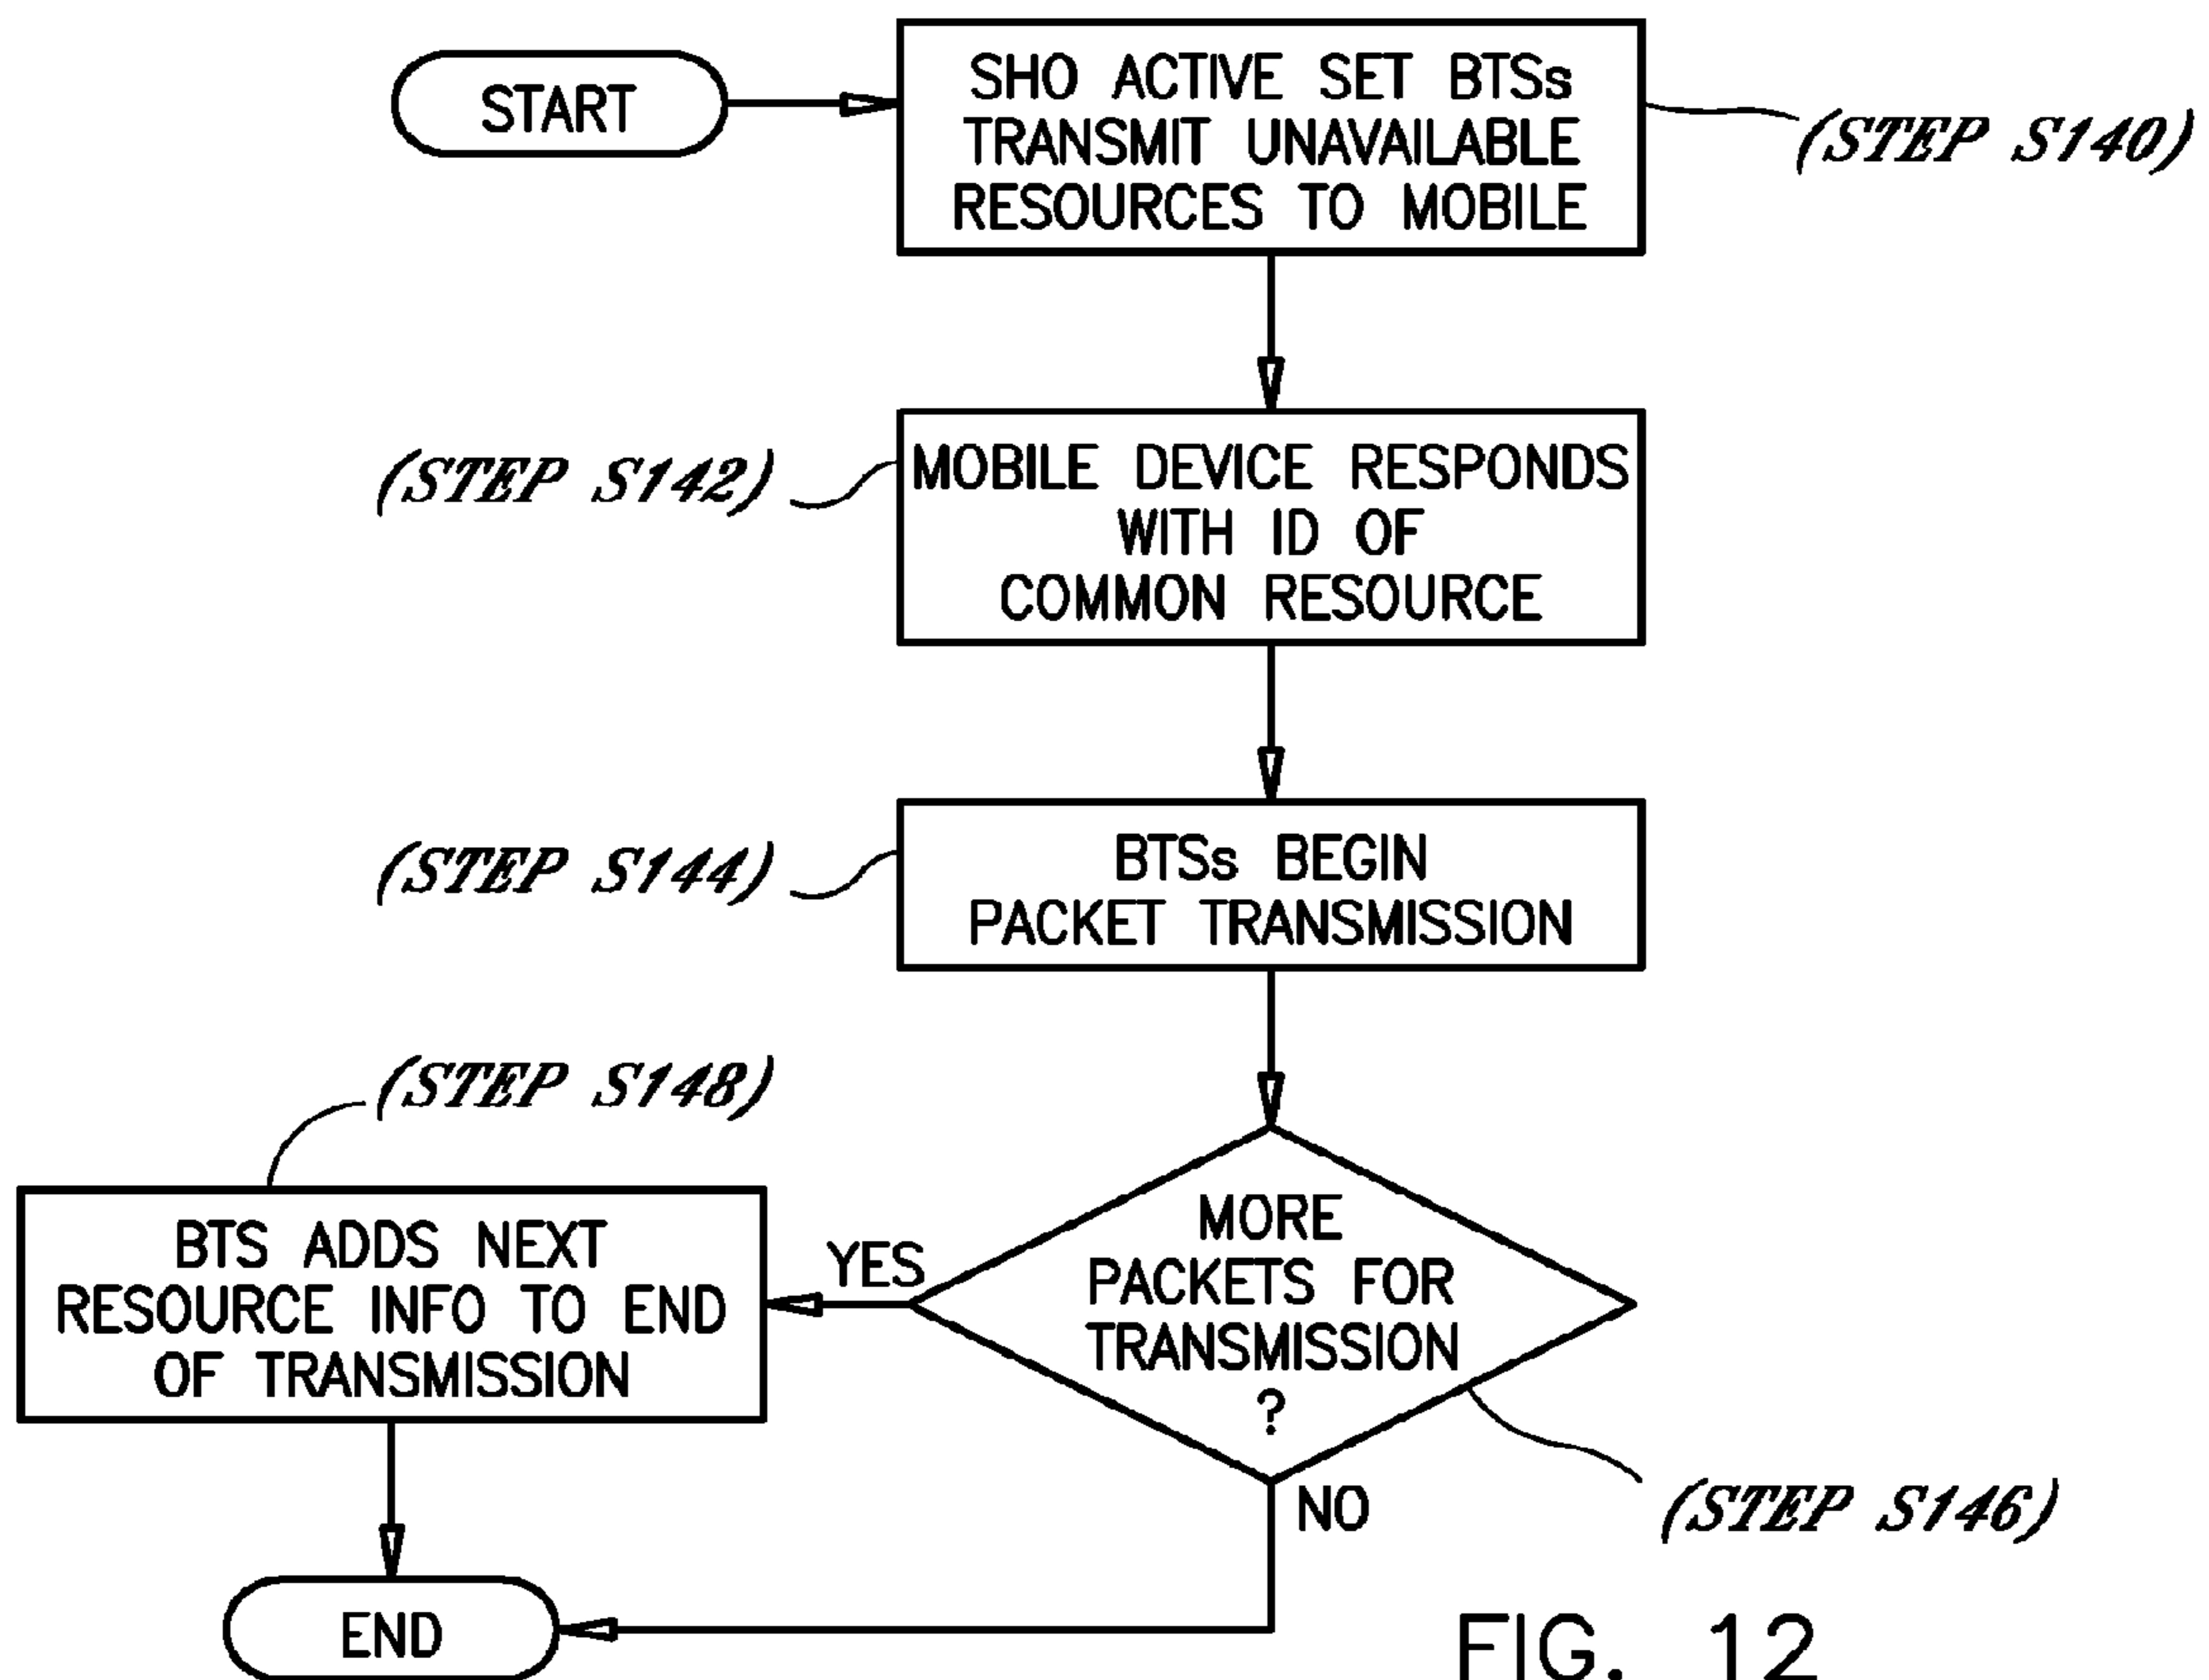 START
SHO ACTIVE SET BTSs
TRANSMIT UNAVAILABLE
RESOURCES TO MOBILE
(STEP S140)
(STEP S142)
MOBILE DEVICE RESPONDS
WITH ID OF
COMMON RESOURCE
(STEP S144)
BTSs BEGIN
PACKET TRANSMISSION
(STEP S148)
BTS ADDS NEXT
RESOURCE INFO TO END
OF TRANSMISSION
YES
MORE
PACKETS FOR
TRANSMISSION
?
NO
(STEP S146)
END
FIG. 12